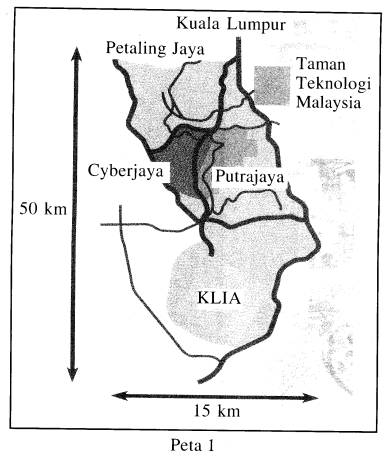 Kuala Lumpur
Petaling Jaya
Taman
Teknologi
Malaysia
Cyberjaya
Putrajaya
50 km
KLIA
15 km
Peta 1